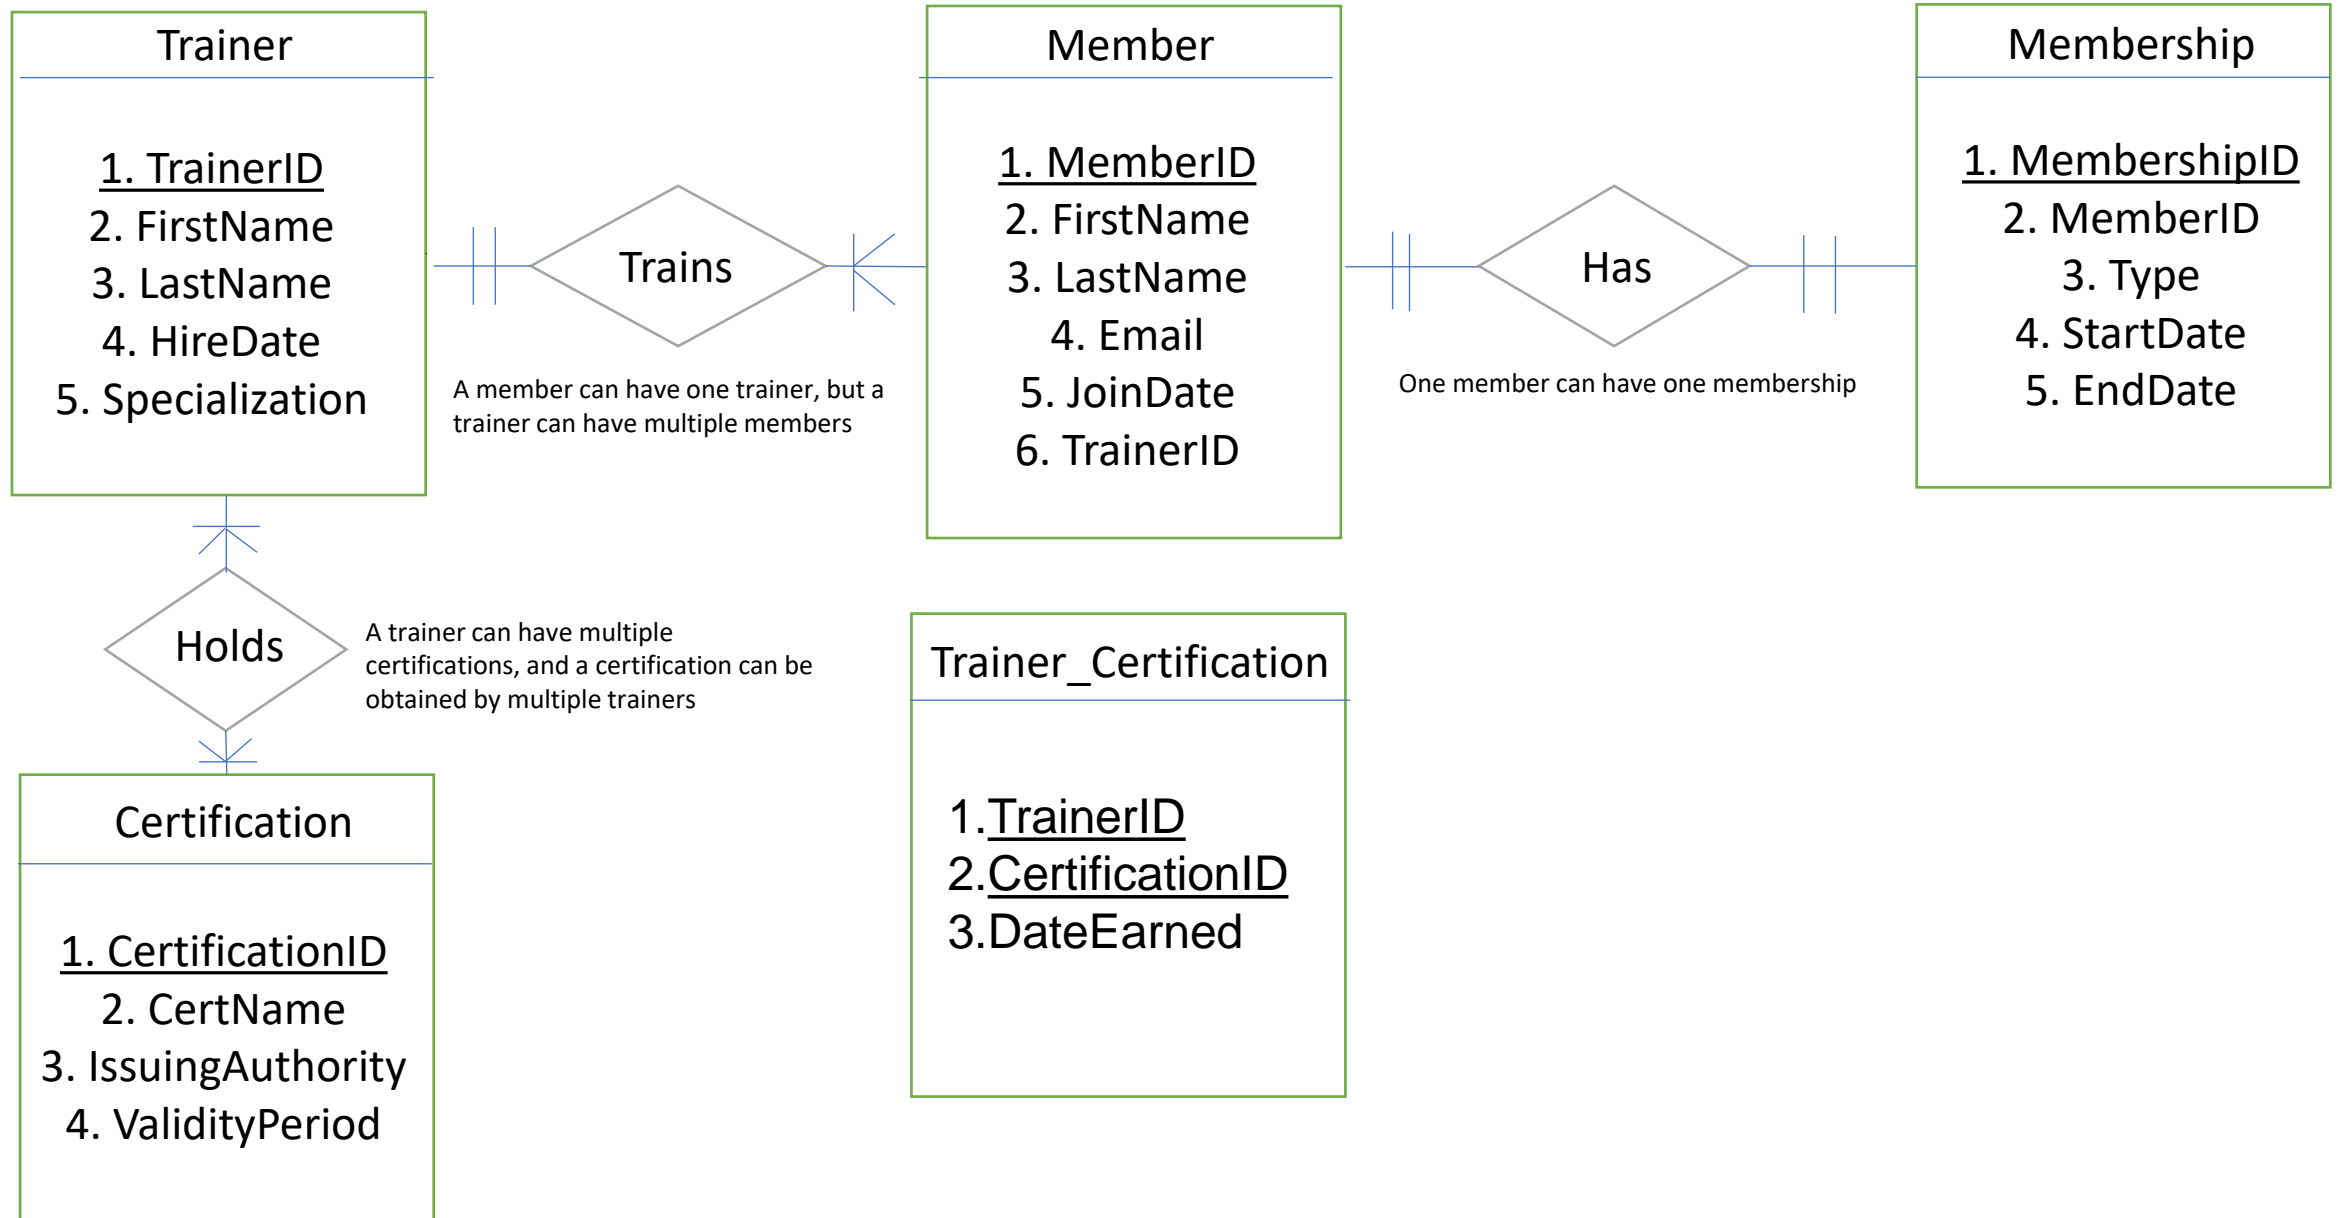 Trainer
1. TrainerID
2. FirstName
3. LastName
4. HireDate
5. Specialization
Trains
A member can have one trainer, but a
trainer can have multiple members
Member
1. MemberID
2. FirstName
3. LastName
4. Email
5. JoinDate
6. TrainerID
Has
One member can have one membership
Membership
1. MembershipID
2. MemberID
3. Type
4. StartDate
5. EndDate
Holds
A trainer can have multiple
certifications, and a certification can be
obtained by multiple trainers
Certification
1. CertificationID
2. CertName
3. IssuingAuthority
4. ValidityPeriod
Trainer_Certification
1.TrainerID
2.CertificationID
3.DateEarned